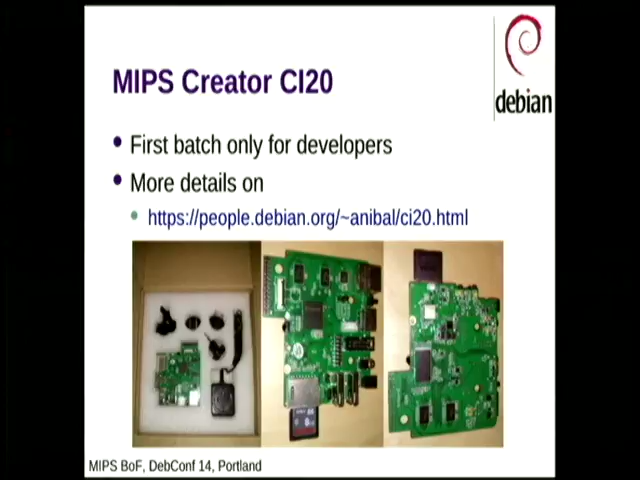 MIPS Creator CI20
debian
First batch only for developers
More details on
https://people.debian.org/~anibal/ci20.html
MIPS BoF, DebConf 14, Portland